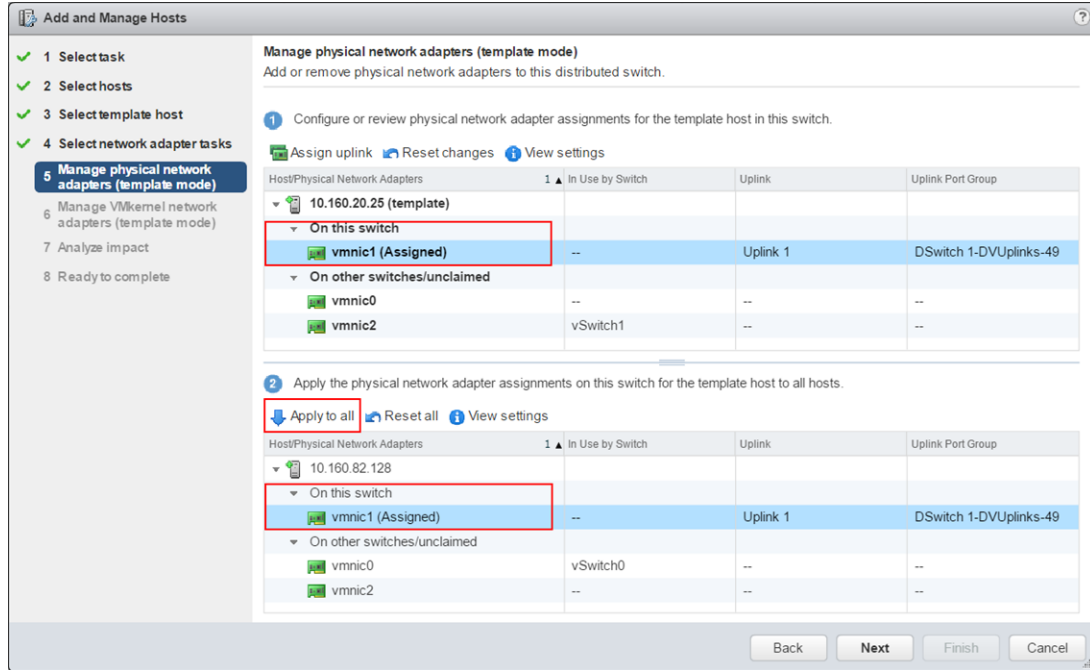 Add and Manage Hosts
?
1 Select task
2 Select hosts
3 Select template host
4 Select network adapter tasks
5 Manage physical network
adapters (template mode)
6 Manage VMkernel network
adapters (template mode)
7 Analyze impact
8 Ready to complete
Manage physical network adapters (template mode)
Add or remove physical network adapters to this distributed switch.
1 Configure or review physical network adapter assignments for the template host in this switch.
Assign uplink Reset changes View settings
Host/Physical Network Adapters 1 ▲ In Use by Switch Uplink Uplink Port Group
10.160.20.25 (template)
On this switch
vmnic1 (Assigned) -- Uplink 1 DSwitch 1-DVUplinks-49
On other switches/unclaimed
vmnic0 -- -- --
vmnic2 vSwitch1 -- --
2 Apply the physical network adapter assignments on this switch for the template host to all hosts.
Apply to all Reset all View settings
Host/Physical Network Adapters 1 ▲ In Use by Switch Uplink Uplink Port Group
10.160.82.128
On this switch
vmnic1 (Assigned) -- Uplink 1 DSwitch 1-DVUplinks-49
On other switches/unclaimed
vmnic0 vSwitch0 -- --
vmnic2 -- -- --
Back Next Finish Cancel